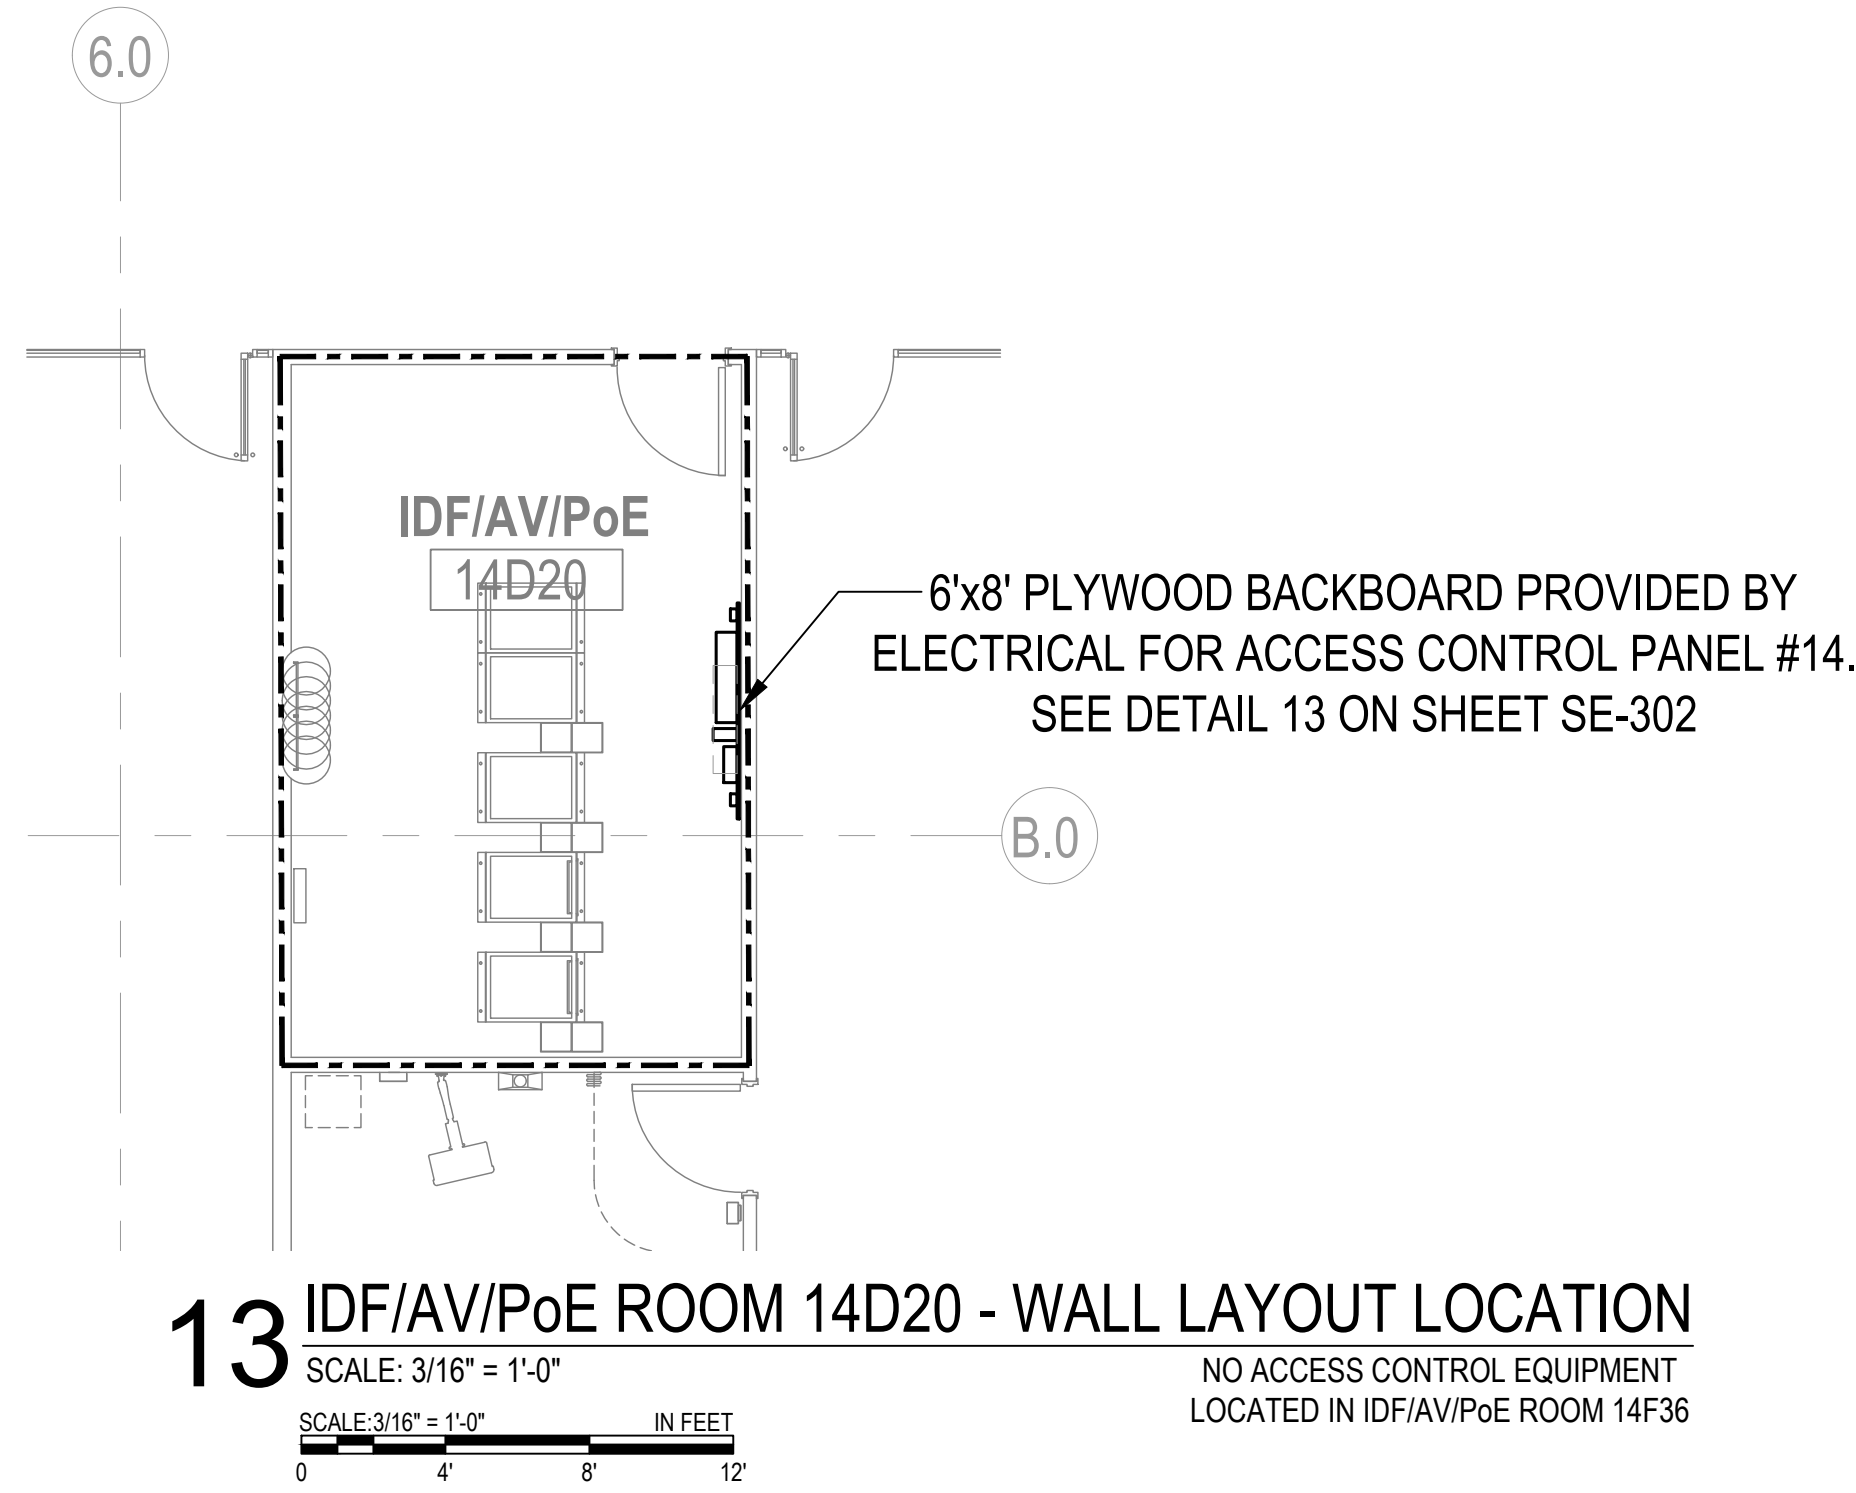 6.0
IDF/AV/PoE
14D20
6'x8' PLYWOOD BACKBOARD PROVIDED BY
ELECTRICAL FOR ACCESS CONTROL PANEL #14.
SEE DETAIL 13 ON SHEET SE-302
B.0
13 IDF/AV/PoE ROOM 14D20 - WALL LAYOUT LOCATION
SCALE: 3/16" = 1'-0"
NO ACCESS CONTROL EQUIPMENT
LOCATED IN IDF/AV/PoE ROOM 14F36
SCALE:3/16" = 1'-0" IN FEET
0 4' 8' 12'